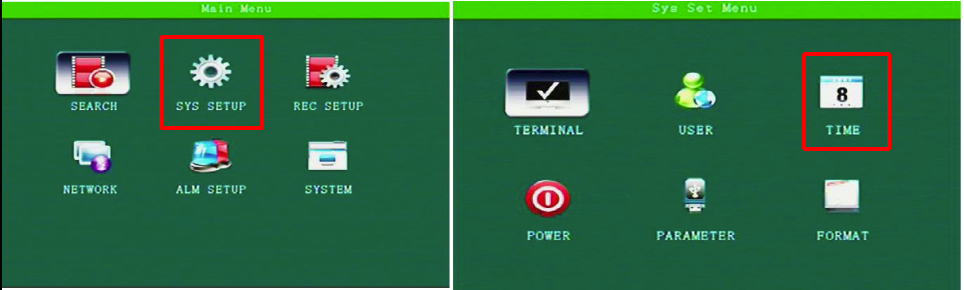 Main Menu
SEARCH SYS SETUP REC SETUP
NETWORK ALM SETUP SYSTEM
Sys Set Menu
8
TERMINAL USER TIME
POWER PARAMETER FORMAT